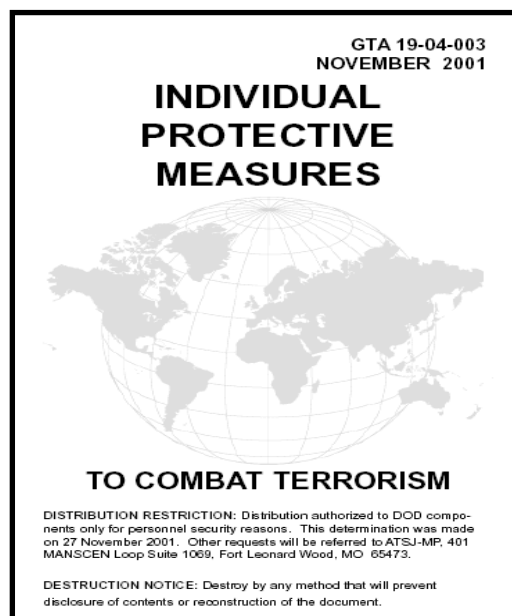 GTA 19-04-003
NOVEMBER 2001
INDIVIDUAL
PROTECTIVE
MEASURES
TO COMBAT TERRORISM
DISTRIBUTION RESTRICTION: Distribution authorized to DOD compo-
nents only for personnel security reasons. This determination was made
on 27 November 2001. Other requests will be referred to ATSJ-MP, 401
MANSCEN Loop Suite 1069, Fort Leonard Wood, MO 65473.
DESTRUCTION NOTICE: Destroy by any method that will prevent
disclosure of contents or reconstruction of the document.